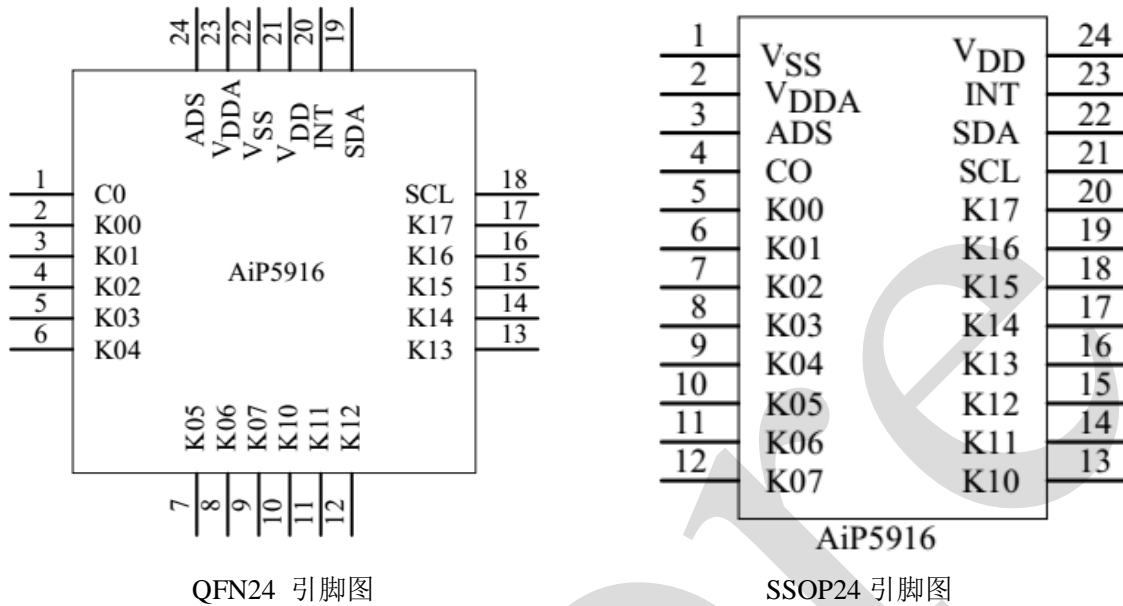 24 23 22 21 20 19
ADS VDDA VSS VDD INT SDA
1 C0 SCL 18
2 K00 K17 17
3 K01 K16 16
4 K02 K15 15
5 K03 K14 14
6 K04 K13 13
AiP5916
K05 K06 K07 K10 K11 K12
7 8 9 10 11 12
QFN24 引脚图
1 VSS VDD 24
2 VDDA INT 23
3 ADS SDA 22
4 CO SCL 21
5 K00 K17 20
6 K01 K16 19
7 K02 K15 18
8 K03 K14 17
9 K04 K13 16
10 K05 K12 15
11 K06 K11 14
12 K07 K10 13
AiP5916
SSOP24 引脚图